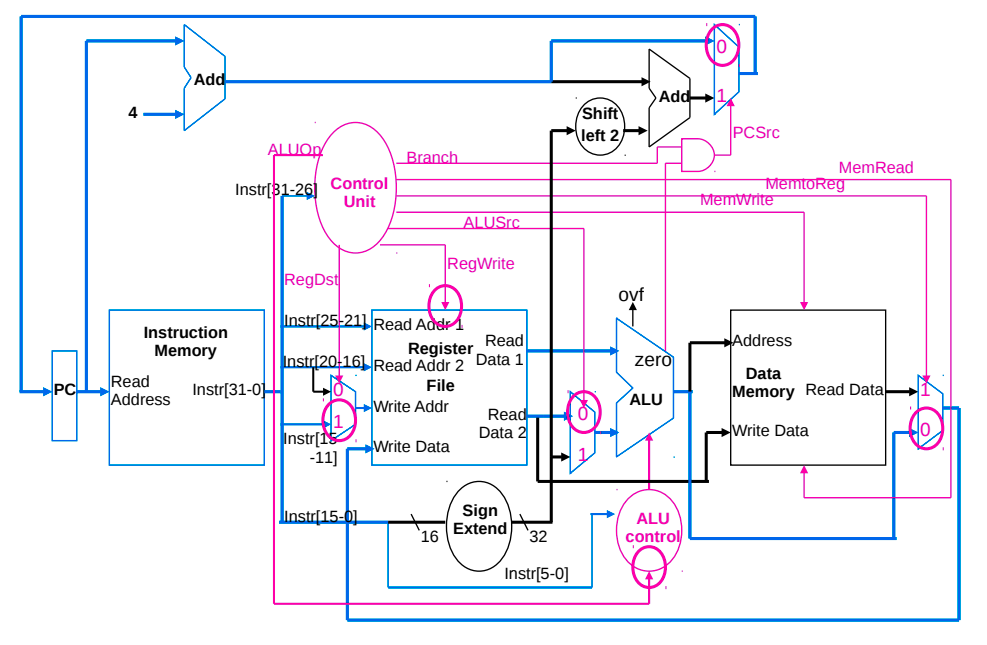 0
Add
Add
4
1
Shift
left 2
PCSrc
ALUOp
Branch
MemRead
MemtoReg
MemWrite
Instr[31-26]
Control
Unit
ALUSrc
RegWrite
RegDst
ovf
Instruction
Memory
Instr[25-21]
Read Addr 1
Register
File
Read
Data 1
zero
Address
Data
Memory
Read Data
Instr[20-16]
Read Addr 2
PC
Read
Address
Instr[31-0]
0
1
Write Addr
Read
Data 2
0
1
ALU
Write Data
1
0
Instr[15
-11]
Write Data
Instr[15-0]
16
Sign
Extend
32
ALU
control
Instr[5-0]